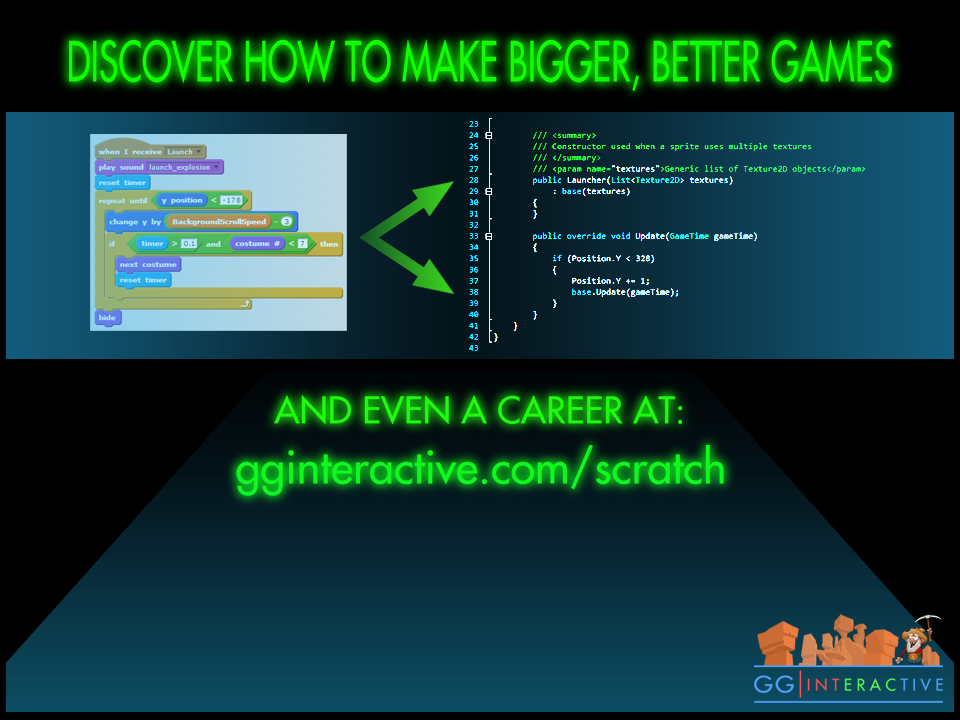 DISCOVER HOW TO MAKE BIGGER, BETTER GAMES
when I receive Launch
play sound launch_explosion
reset timer
repeat until y position < -170
change y by BackgroundScrollSpeed - 3
if timer > 0.1 and costume # < 7 then
next costume
reset timer
hide
23
24 /// <summary>
25 /// Constructor used when a sprite uses multiple textures
26 /// </summary>
27 /// <param name="textures">Generic list of Texture2D objects</param>
28 public Launcher(List<Texture2D> textures)
29 : base(textures)
30 {
31 }
32
33 public override void Update(GameTime gameTime)
34 {
35 if (Position.Y < 328)
36 {
37 Position.Y += 1;
38 base.Update(gameTime);
39 }
40 }
41 }
42 }
43
AND EVEN A CAREER AT:
gginteractive.com/scratch
GG|INTERACTIVE